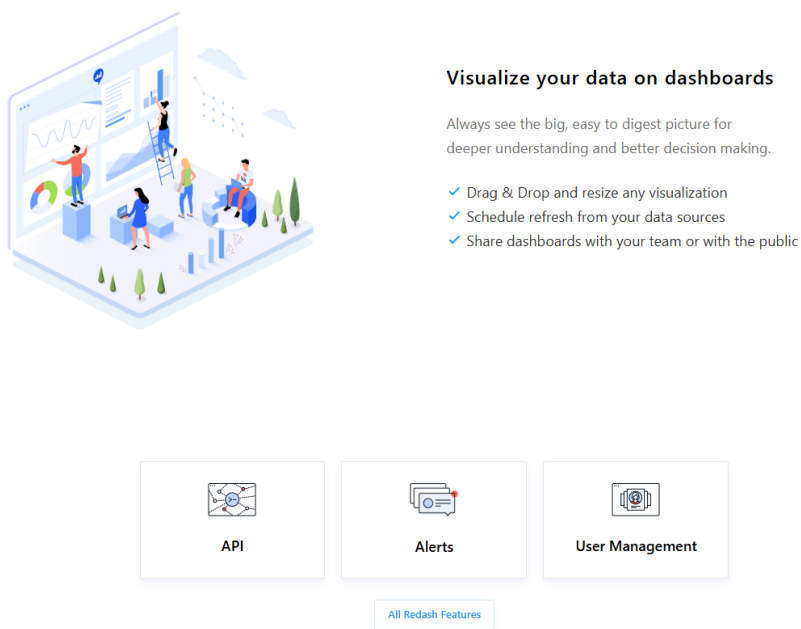 Visualize your data on dashboards
Always see the big, easy to digest picture for
deeper understanding and better decision making.
Drag & Drop and resize any visualization
Schedule refresh from your data sources
Share dashboards with your team or with the public
API
Alerts
User Management
All Redash Features